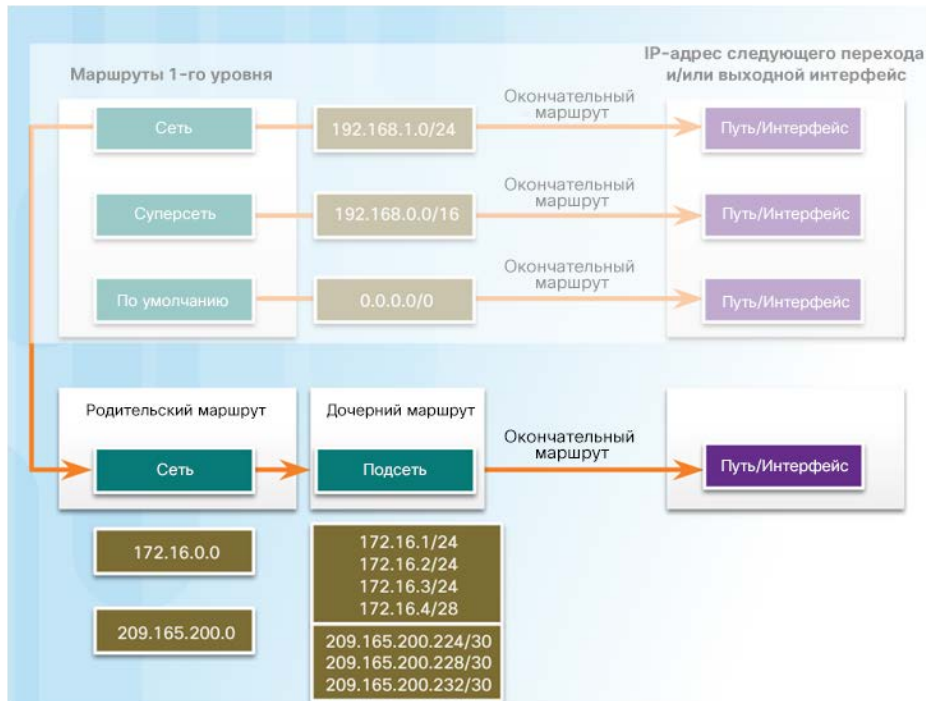 Маршруты 1-го уровня
IP-адрес следующего перехода
и/или выходной интерфейс
Сеть
192.168.1.0/24
Окончательный
маршрут
Путь/Интерфейс
Суперсеть
192.168.0.0/16
Окончательный
маршрут
Путь/Интерфейс
По умолчанию
0.0.0.0/0
Окончательный
маршрут
Путь/Интерфейс
Родительский маршрут
Дочерний маршрут
Сеть
Подсеть
Окончательный
маршрут
Путь/Интерфейс
172.16.0.0
209.165.200.0
172.16.1/24
172.16.2/24
172.16.3/24
172.16.4/28
209.165.200.224/30
209.165.200.228/30
209.165.200.232/30